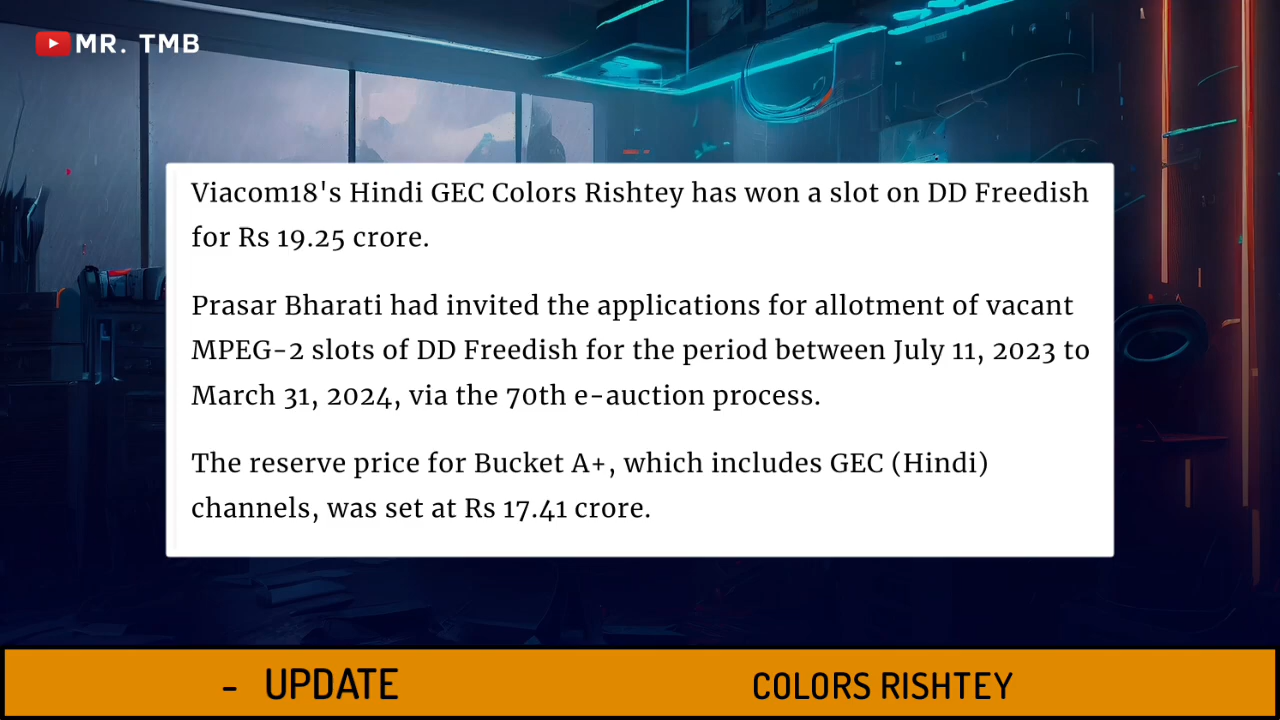 MR. TMB
Viacom18's Hindi GEC Colors Rishtey has won a slot on DD Freedish
for Rs 19.25 crore.
Prasar Bharati had invited the applications for allotment of vacant
MPEG-2 slots of DD Freedish for the period between July 11, 2023 to
March 31, 2024, via the 70th e-auction process.
The reserve price for Bucket A+, which includes GEC (Hindi)
channels, was set at Rs 17.41 crore.
- UPDATE
COLORS RISHTEY